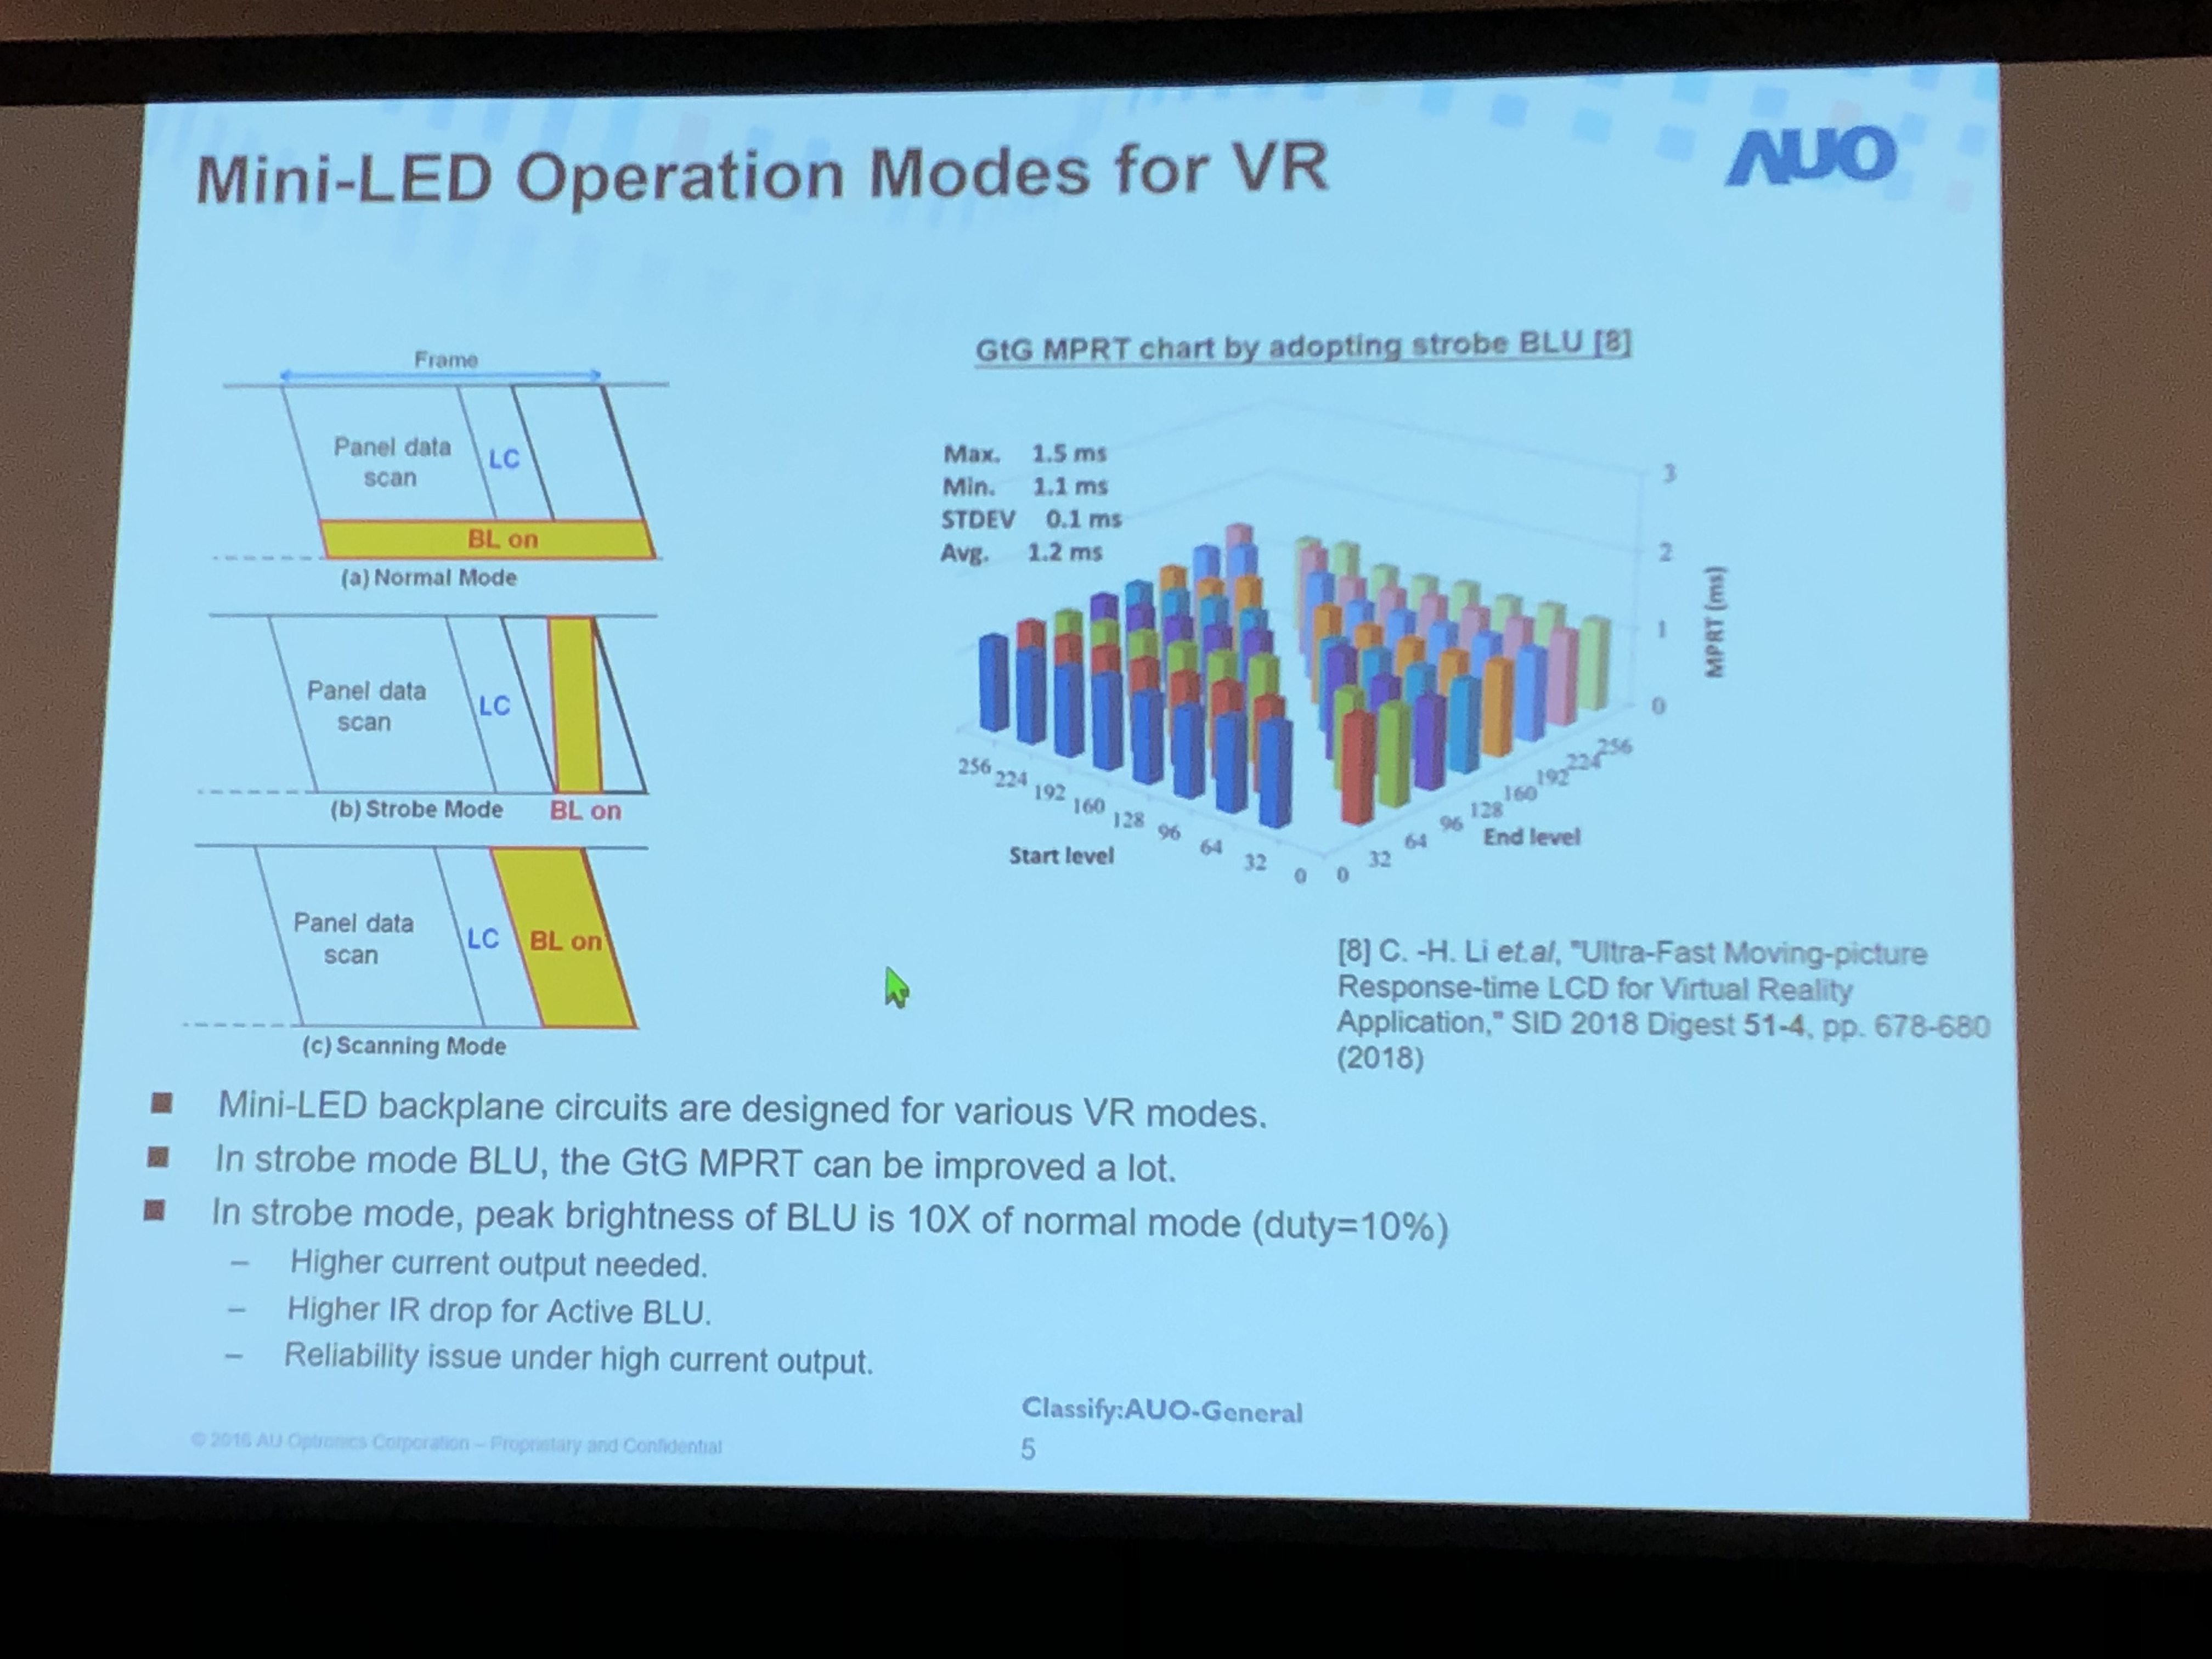 Mini-LED Operation Modes for VR
AUO
Frame
Panel data
scan
LC
BL on
(a) Normal Mode
Panel data
scan
LC
(b) Strobe Mode
BL on
Panel data
scan
LC
BL on
(c) Scanning Mode
GtG MPRT chart by adopting strobe BLU [8]
Max. 1.5 ms
Min. 1.1 ms
STDEV 0.1 ms
Avg. 1.2 ms
3
2
1
0
MPRT (ms)
256
224
192
160
128
96
64
32
0
Start level
0
32
64
96
128
160
192
224
256
End level
[8] C. -H. Li et.al, "Ultra-Fast Moving-picture
Response-time LCD for Virtual Reality
Application," SID 2018 Digest 51-4, pp. 678-680
(2018)
■ Mini-LED backplane circuits are designed for various VR modes.
■ In strobe mode BLU, the GtG MPRT can be improved a lot.
■ In strobe mode, peak brightness of BLU is 10X of normal mode (duty=10%)
– Higher current output needed.
– Higher IR drop for Active BLU.
– Reliability issue under high current output.
Classify:AUO-General
© AU Optronics Corporation – Proprietary and Confidential
5